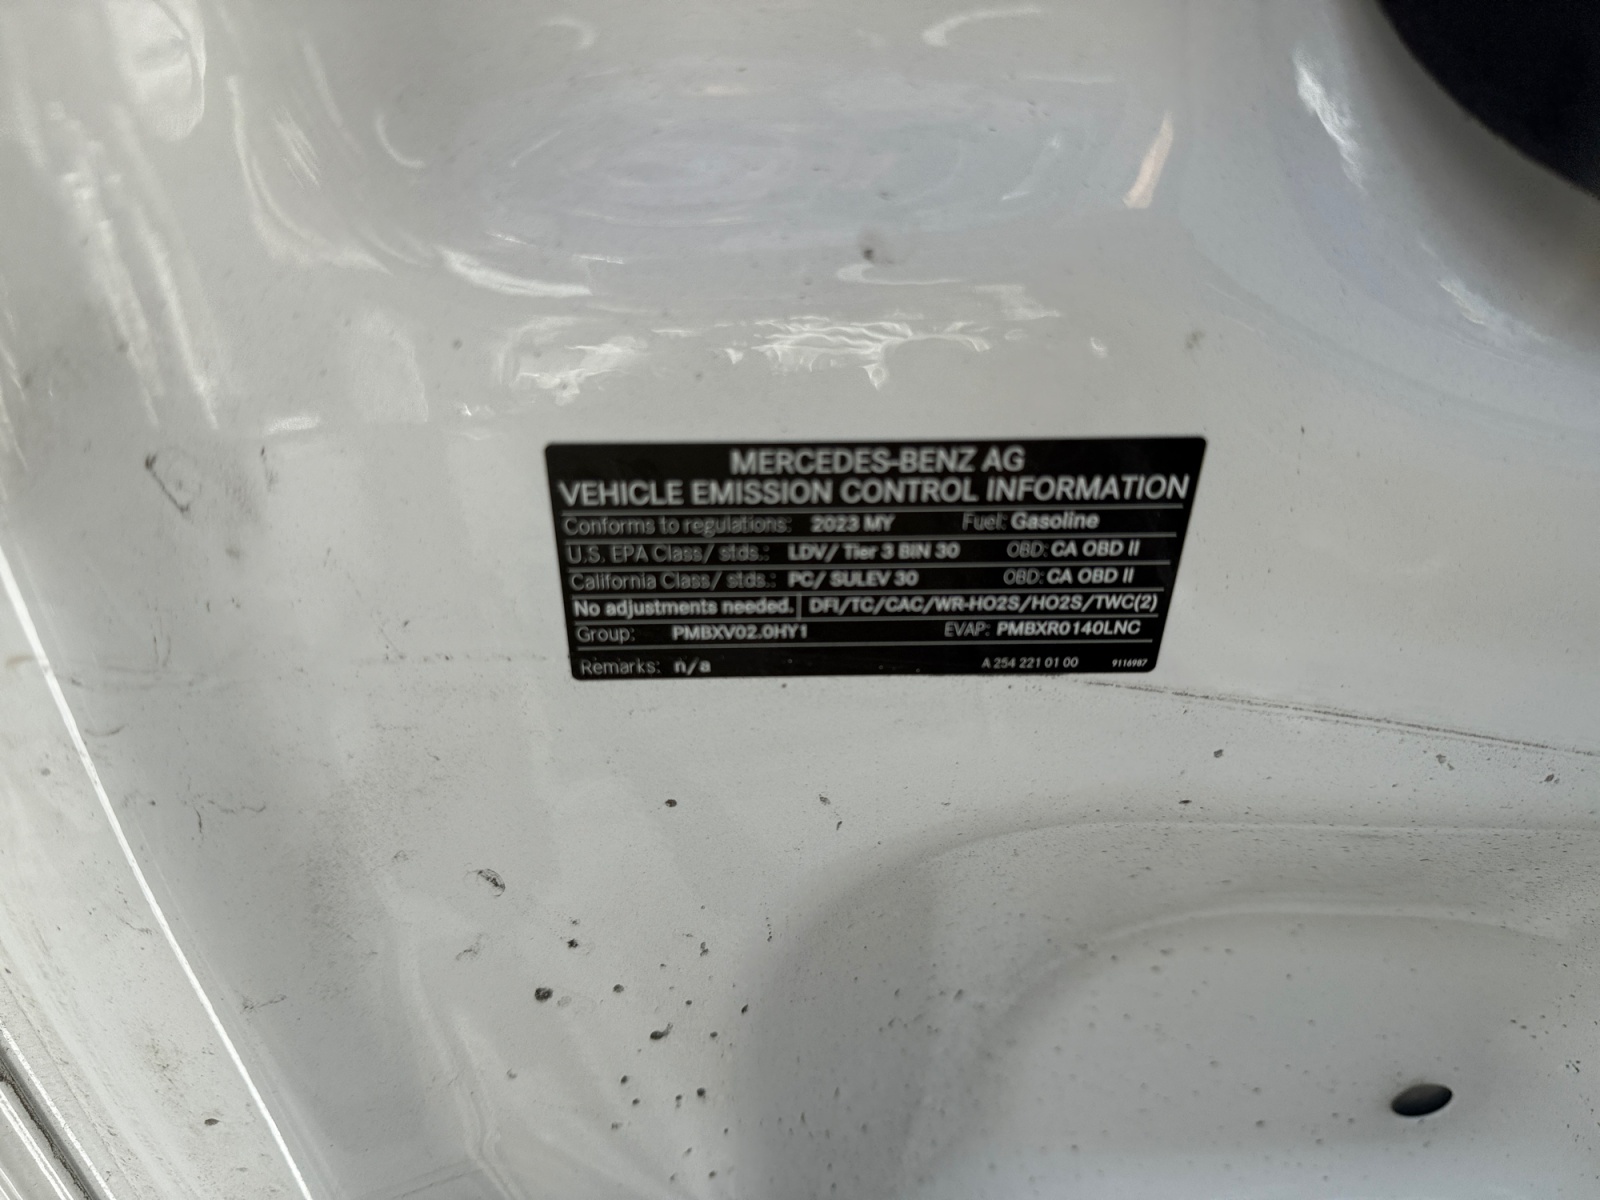 MERCEDES-BENZ AG
VEHICLE EMISSION CONTROL INFORMATION
Conforms to regulations: 2023 MY Fuel: Gasoline
U.S. EPA Class/ stds.: LDV/ Tier 3 BIN 30 OBD: CA OBD II
California Class/ stds.: PC/ SULEV 30 OBD: CA OBD II
No adjustments needed. DFI/TC/CAC/WR-HO2S/HO2S/TWC(2)
Group: PMBXV02.0HY1 EVAP: PMBXR0140LNC
Remarks: n/a A 254 221 01 00 9116987